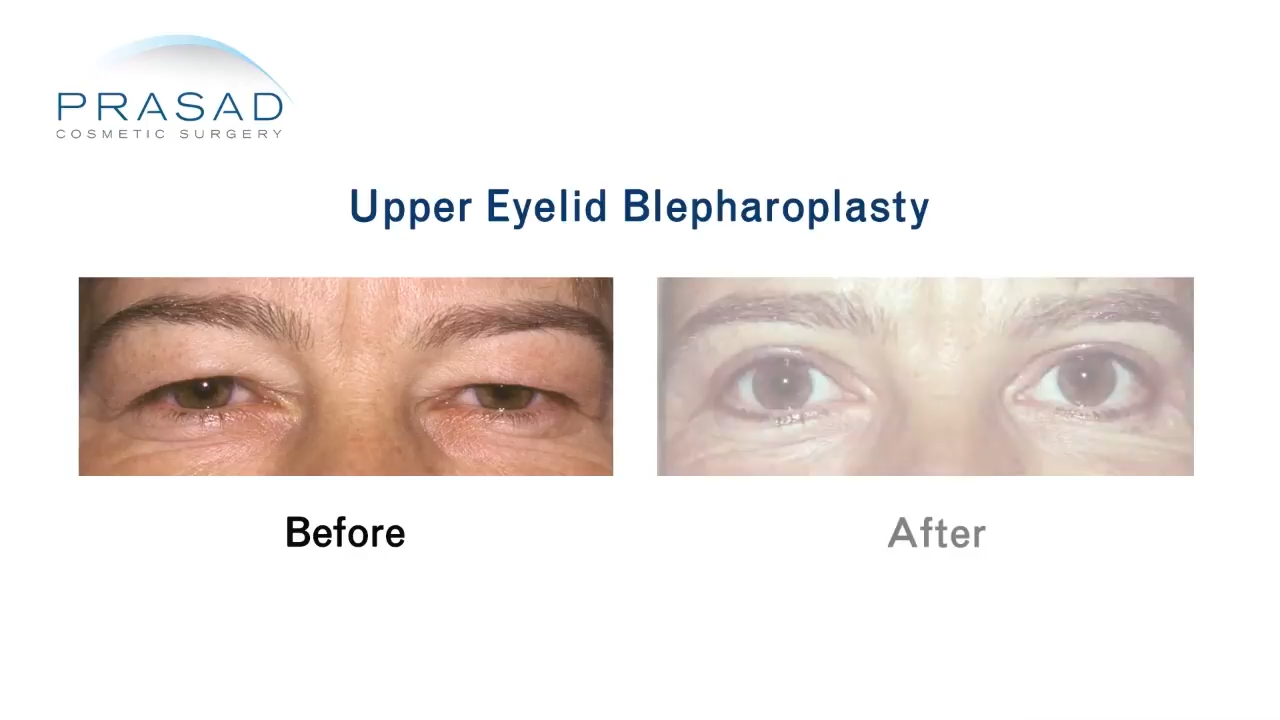 PRASAD
COSMETIC SURGERY
Upper Eyelid Blepharoplasty
Before
After